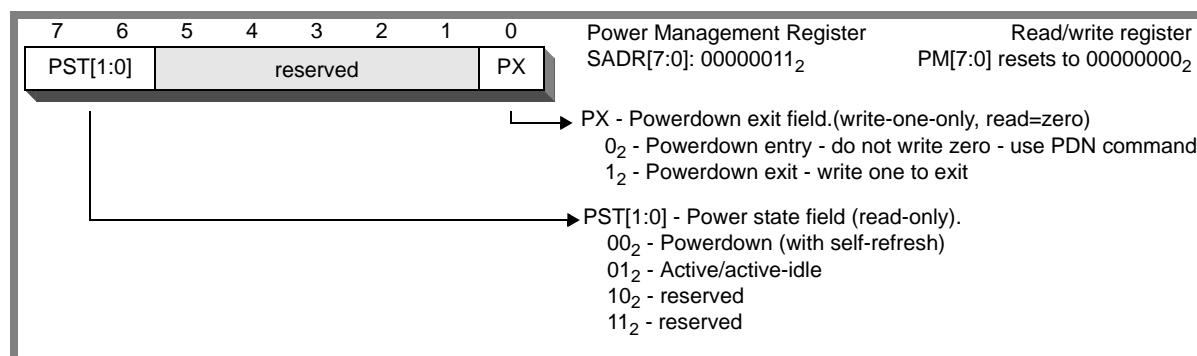 7 6 5 4 3 2 1 0
PST[1:0] reserved PX
Power Management Register Read/write register
SADR[7:0]: 00000011₂ PM[7:0] resets to 00000000₂
PX - Powerdown exit field.(write-one-only, read=zero)
0₂ - Powerdown entry - do not write zero - use PDN command
1₂ - Powerdown exit - write one to exit
PST[1:0] - Power state field (read-only).
00₂ - Powerdown (with self-refresh)
01₂ - Active/active-idle
10₂ - reserved
11₂ - reserved